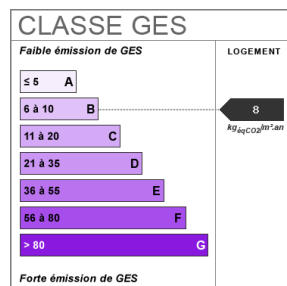 CLASSE GES
Faible émission de GES
LOGEMENT
≤ 5 A
6 à 10 B
8
kgéqCO2/m².an
11 à 20 C
21 à 35 D
36 à 55 E
56 à 80 F
> 80 G
Forte émission de GES